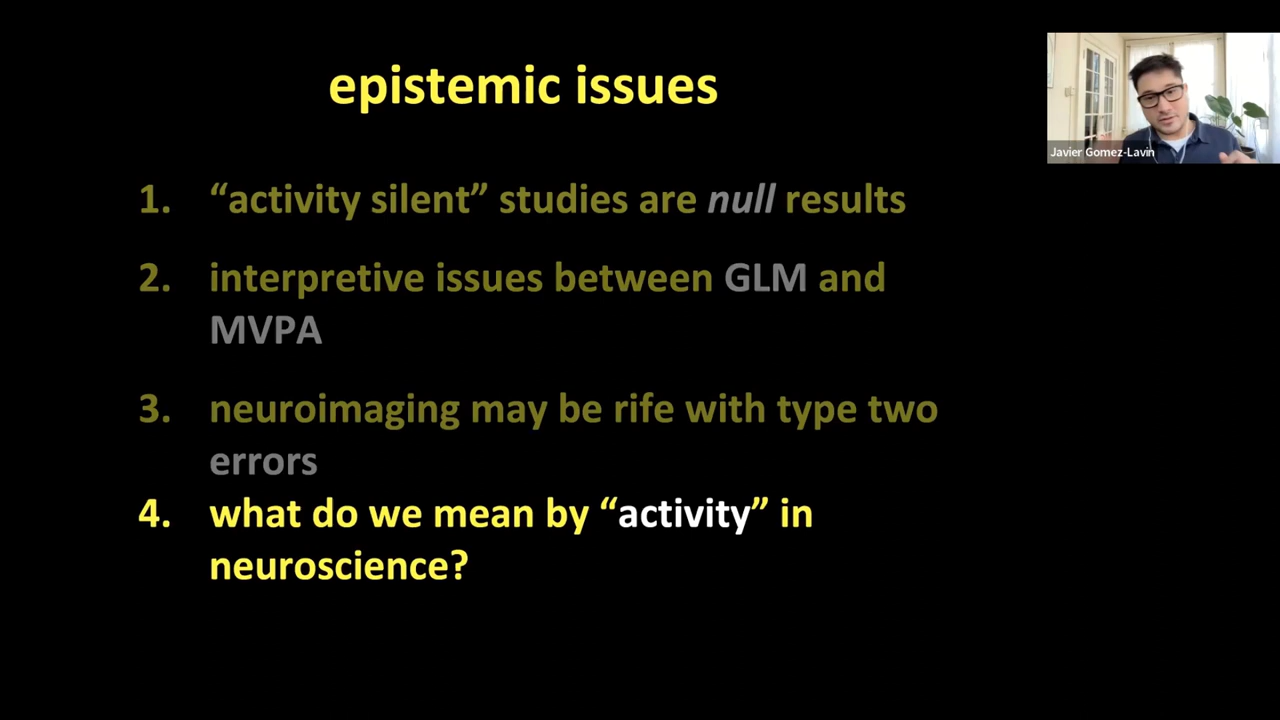 epistemic issues
Javier Gomez-Lavin
1. “activity silent” studies are null results
2. interpretive issues between GLM and
MVPA
3. neuroimaging may be rife with type two
errors
4. what do we mean by “activity” in
neuroscience?